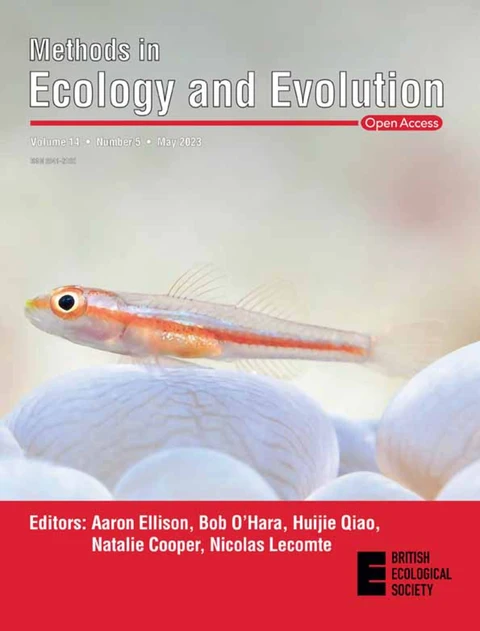 Methods in
Ecology and Evolution
Open Access
Volume 14 • Number 5 • May 2023
Editors: Aaron Ellison, Bob O'Hara, Huijie Qiao,
Natalie Cooper, Nicolas Lecomte
BRITISH
ECOLOGICAL
SOCIETY